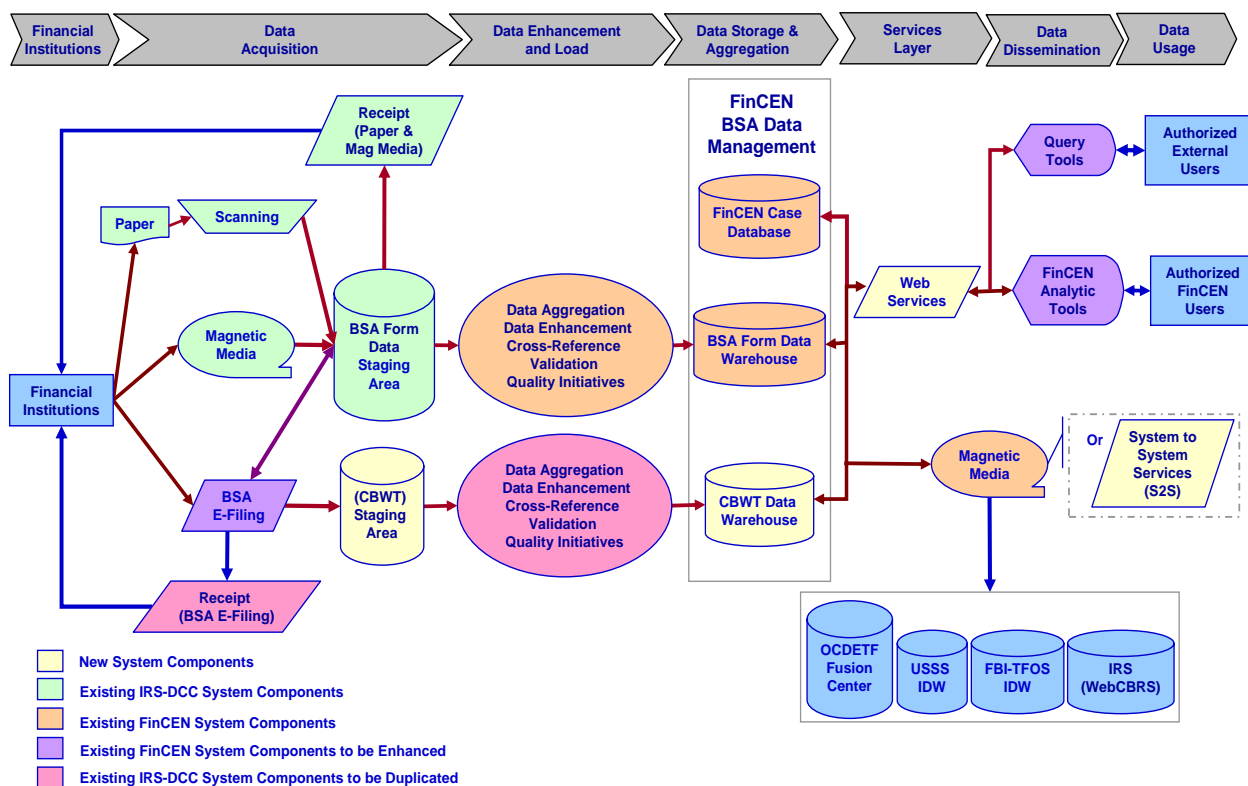 Financial
Institutions
Data
Acquisition
Data Enhancement
and Load
Data Storage &
Aggregation
Services
Layer
Data
Dissemination
Data
Usage
Receipt
(Paper &
Mag Media)
Paper
Scanning
Magnetic
Media
Financial
Institutions
BSA Form
Data
Staging
Area
BSA
E-Filing
(CBWT)
Staging
Area
Receipt
(BSA E-Filing)
Data Aggregation
Data Enhancement
Cross-Reference
Validation
Quality Initiatives
Data Aggregation
Data Enhancement
Cross-Reference
Validation
Quality Initiatives
FinCEN
BSA Data
Management
FinCEN Case
Database
BSA Form Data
Warehouse
CBWT Data
Warehouse
Web
Services
Query
Tools
Authorized
External
Users
FinCEN
Analytic
Tools
Authorized
FinCEN
Users
Magnetic
Media
Or
System to
System
Services
(S2S)
OCDETF
Fusion
Center
USSS
IDW
FBI-TFOS
IDW
IRS
(WebCBRS)
New System Components
Existing IRS-DCC System Components
Existing FinCEN System Components
Existing FinCEN System Components to be Enhanced
Existing IRS-DCC System Components to be Duplicated